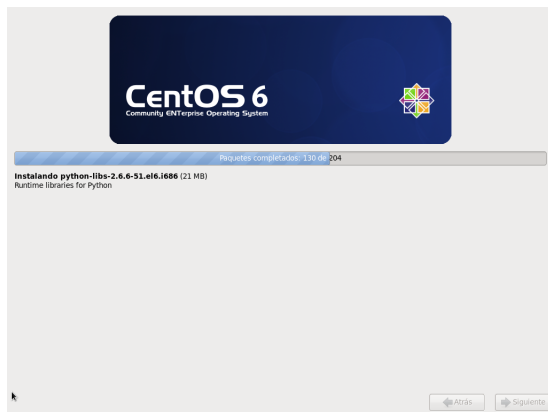 CentOS 6
Community ENTerprise Operating System
Paquetes completados: 130 de 204
Instalando python-libs-2.6.6-51.el6.i686 (21 MB)
Runtime libraries for Python
Atrás
Siguiente